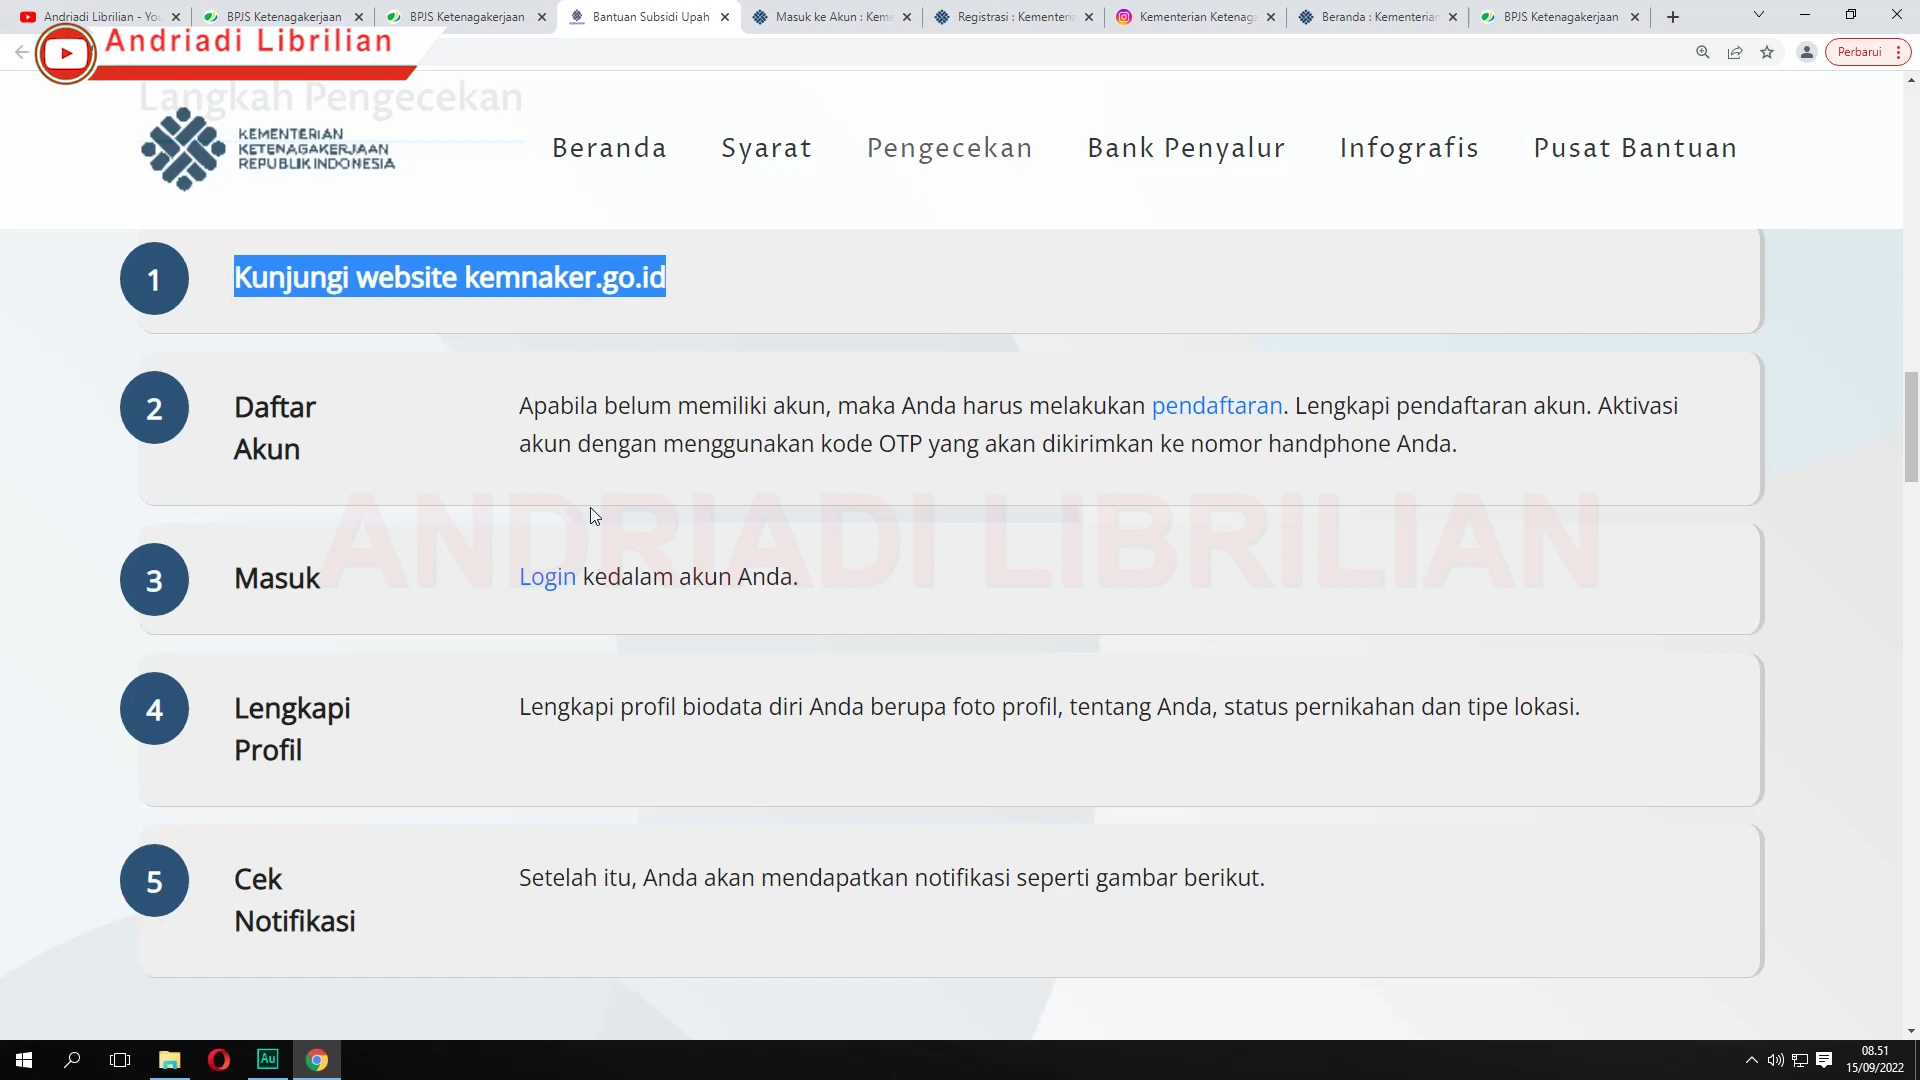 Andriadi Librilian - You
BPJS Ketenagakerjaan
BPJS Ketenagakerjaan
Bantuan Subsidi Upah
Masuk ke Akun : Keme
Registrasi : Kementeria
Kementerian Ketenaga
Beranda : Kementerian
BPJS Ketenagakerjaan
Andriadi Librilian
Perbarui
Langkah Pengecekan
KEMENTERIAN
KETENAGAKERJAAN
REPUBLIK INDONESIA
Beranda
Syarat
Pengecekan
Bank Penyalur
Infografis
Pusat Bantuan
1
Kunjungi website kemnaker.go.id
2
Daftar
Akun
Apabila belum memiliki akun, maka Anda harus melakukan pendaftaran. Lengkapi pendaftaran akun. Aktivasi
akun dengan menggunakan kode OTP yang akan dikirimkan ke nomor handphone Anda.
ANDRIADI LIBRILIAN
3
Masuk
Login kedalam akun Anda.
4
Lengkapi
Profil
Lengkapi profil biodata diri Anda berupa foto profil, tentang Anda, status pernikahan dan tipe lokasi.
5
Cek
Notifikasi
Setelah itu, Anda akan mendapatkan notifikasi seperti gambar berikut.
Au
08.51
15/09/2022